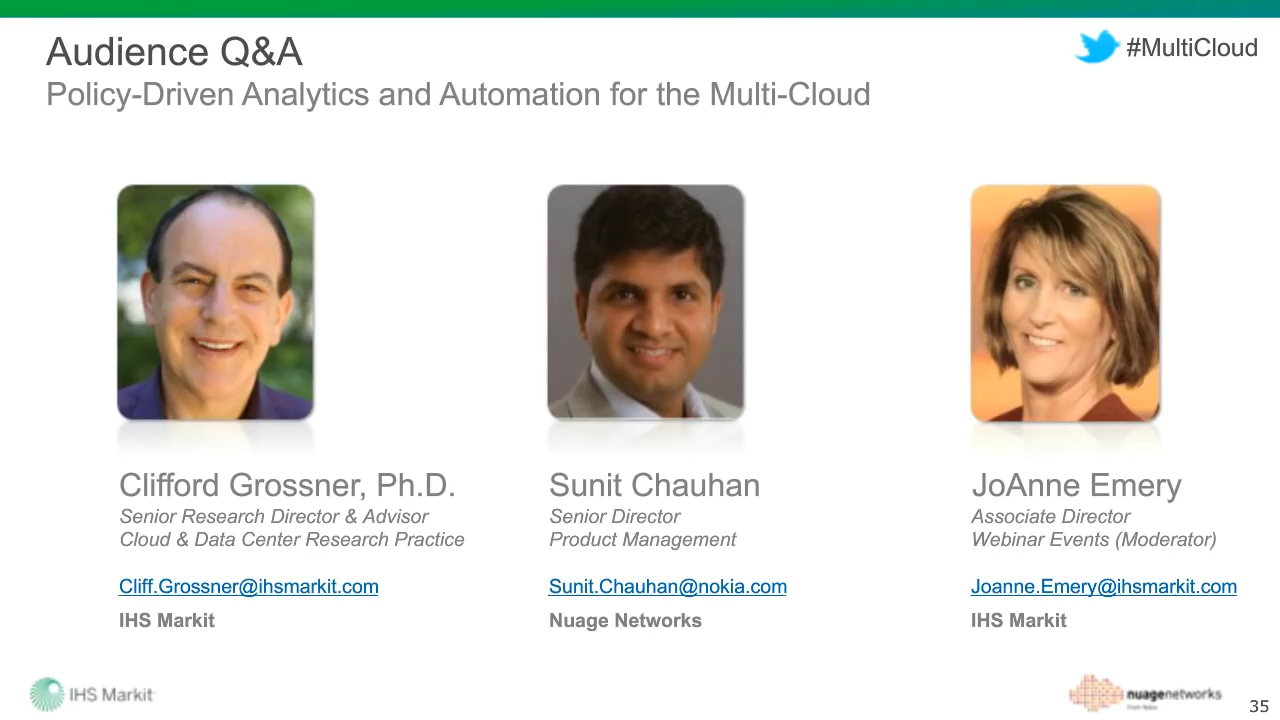 Audience Q&A
Policy-Driven Analytics and Automation for the Multi-Cloud
#MultiCloud
Clifford Grossner, Ph.D.
Senior Research Director & Advisor
Cloud & Data Center Research Practice
Cliff.Grossner@ihsmarkit.com
IHS Markit
Sunit Chauhan
Senior Director
Product Management
Sunit.Chauhan@nokia.com
Nuage Networks
JoAnne Emery
Associate Director
Webinar Events (Moderator)
Joanne.Emery@ihsmarkit.com
IHS Markit
IHS Markit
nuagenetworks
From Nokia
35